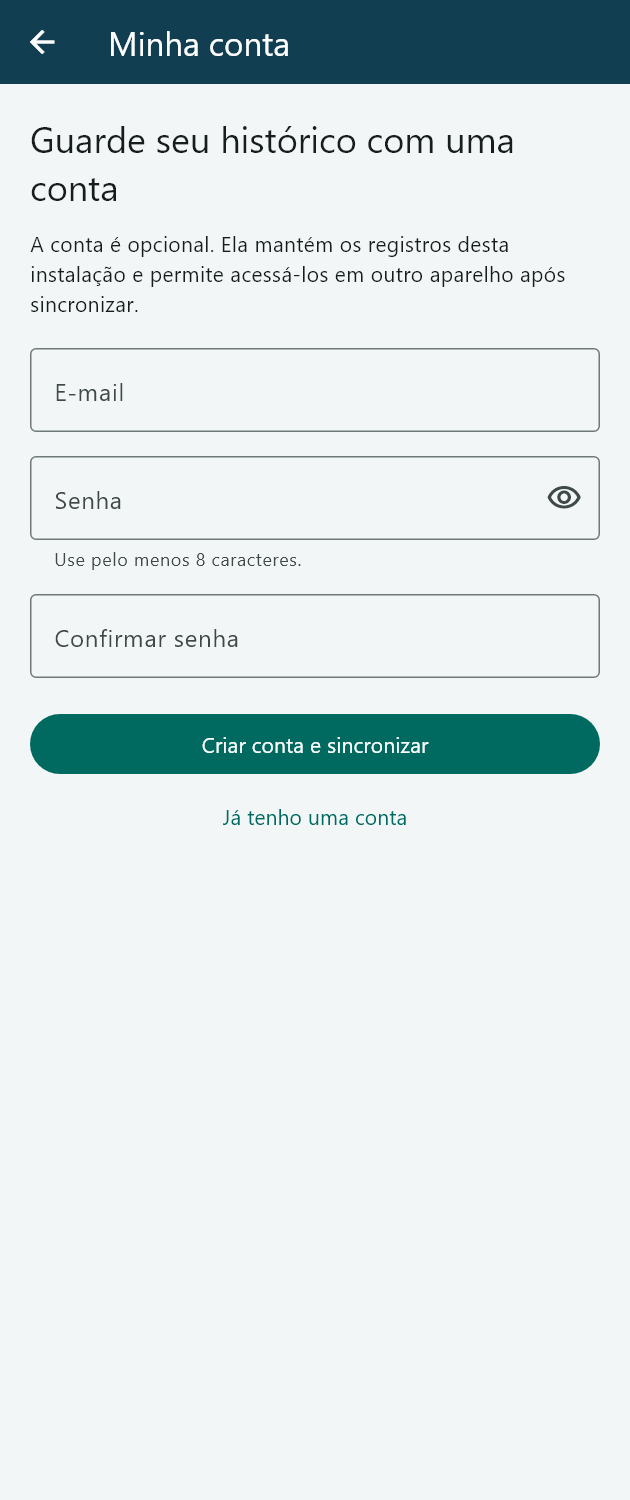 Minha conta
Guarde seu histórico com uma
conta
A conta é opcional. Ela mantém os registros desta
instalação e permite acessá-los em outro aparelho após
sincronizar.
E-mail
Senha
Use pelo menos 8 caracteres.
Confirmar senha
Criar conta e sincronizar
Já tenho uma conta